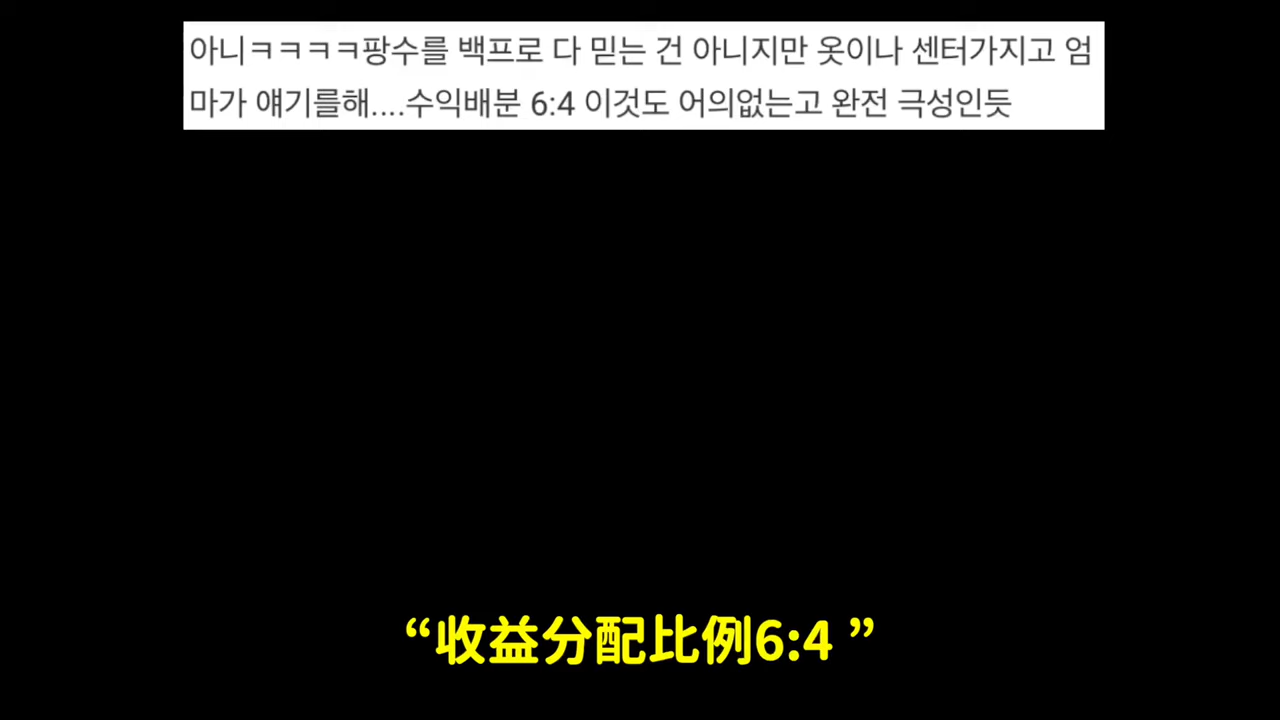 아니ㅋㅋㅋㅋ팡수를 백프로 다 믿는 건 아니지만 옷이나 센터가지고 엄
마가 얘기를해....수익배분 6:4 이것도 어의없는고 완전 극성인듯
“收益分配比例6:4 ”